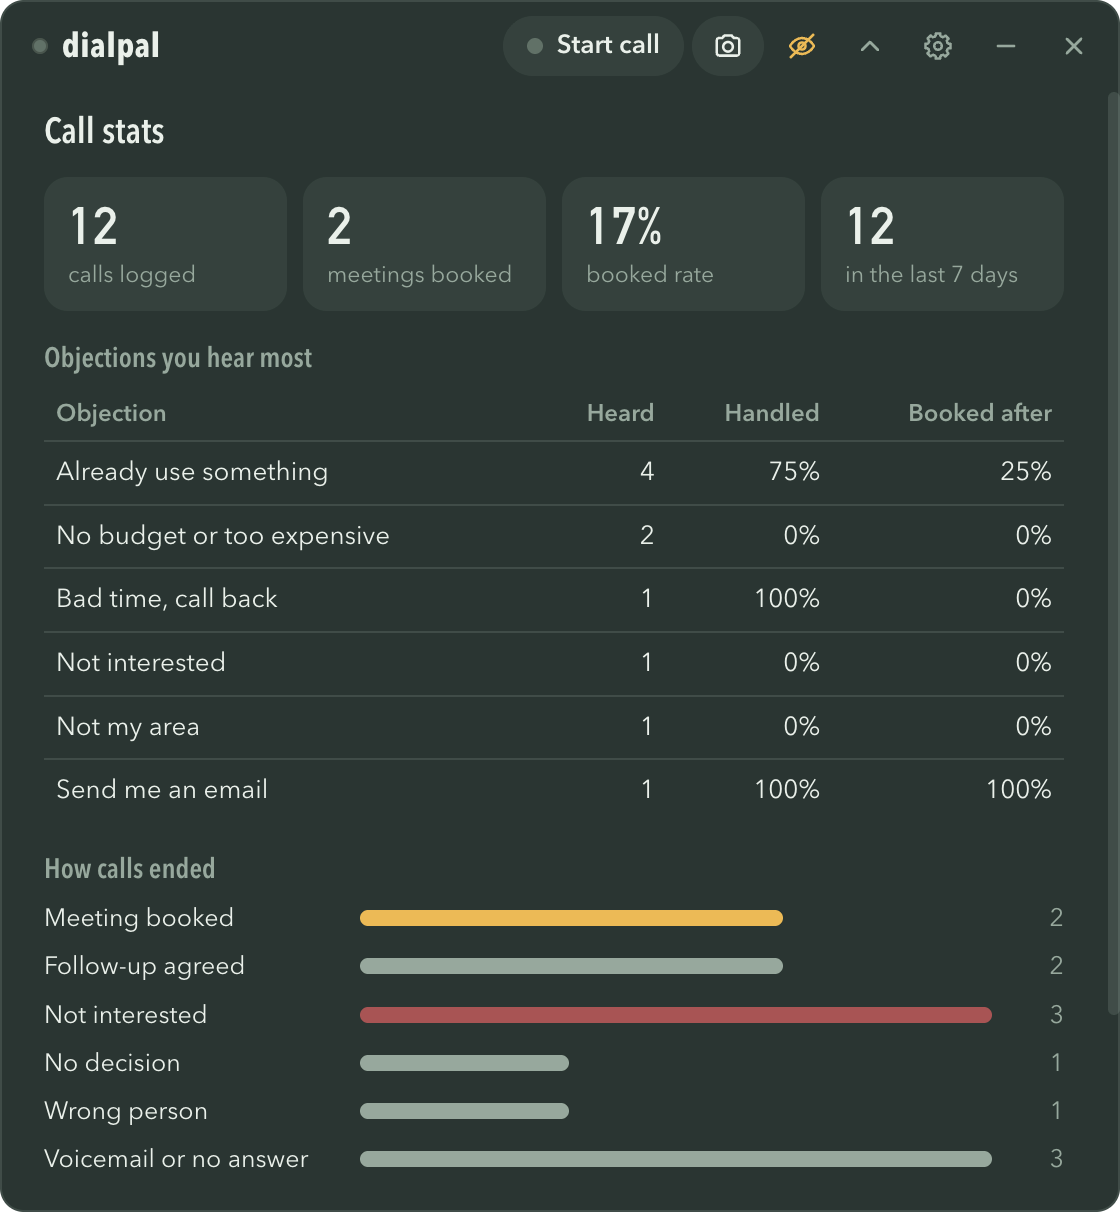 dialpal
Start call
Call stats
12
calls logged
2
meetings booked
17%
booked rate
12
in the last 7 days
Objections you hear most
Objection Heard Handled Booked after
Already use something 4 75% 25%
No budget or too expensive 2 0% 0%
Bad time, call back 1 100% 0%
Not interested 1 0% 0%
Not my area 1 0% 0%
Send me an email 1 100% 100%
How calls ended
Meeting booked 2
Follow-up agreed 2
Not interested 3
No decision 1
Wrong person 1
Voicemail or no answer 3